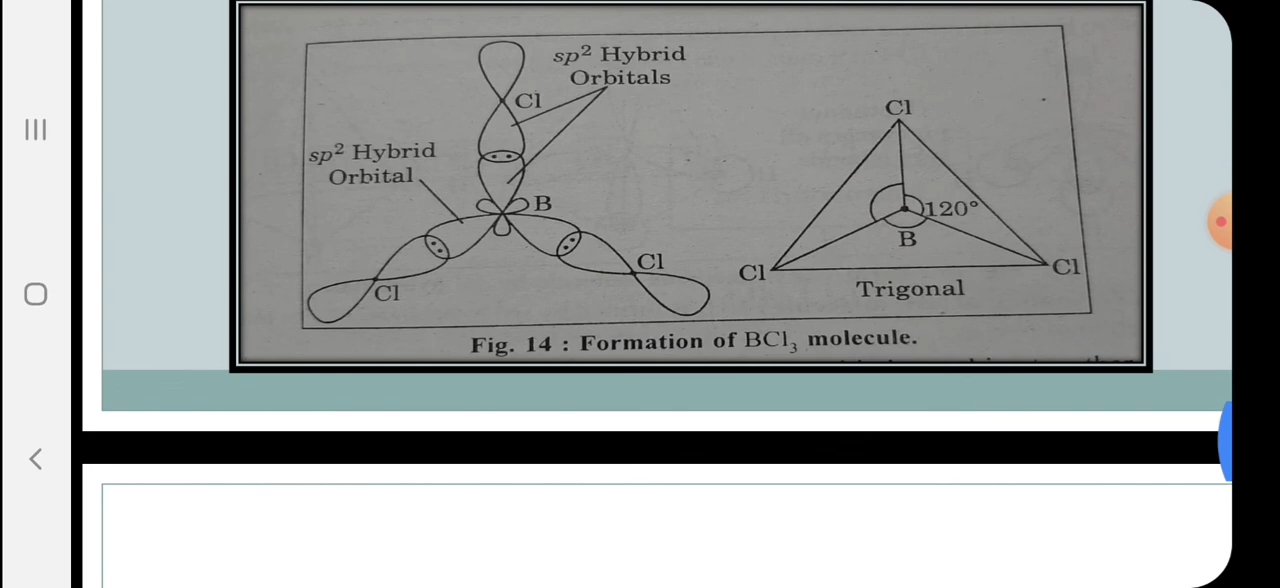 sp² Hybrid
Orbitals
Cl
sp² Hybrid
Orbital
B
Cl
Cl
Cl
120°
B
Cl
Cl
Trigonal
Fig. 14 : Formation of BCl₃ molecule.